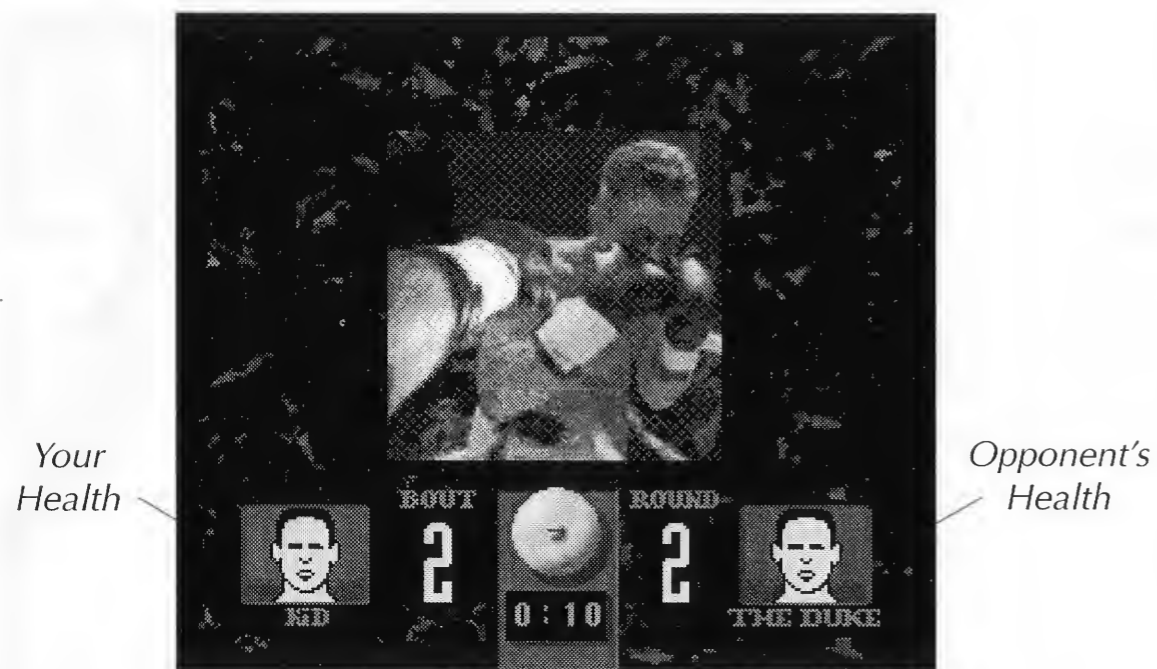 Your
Health
Opponent's
Health
BOUT
2
ROUND
2
KID
0:10
THE DUKE